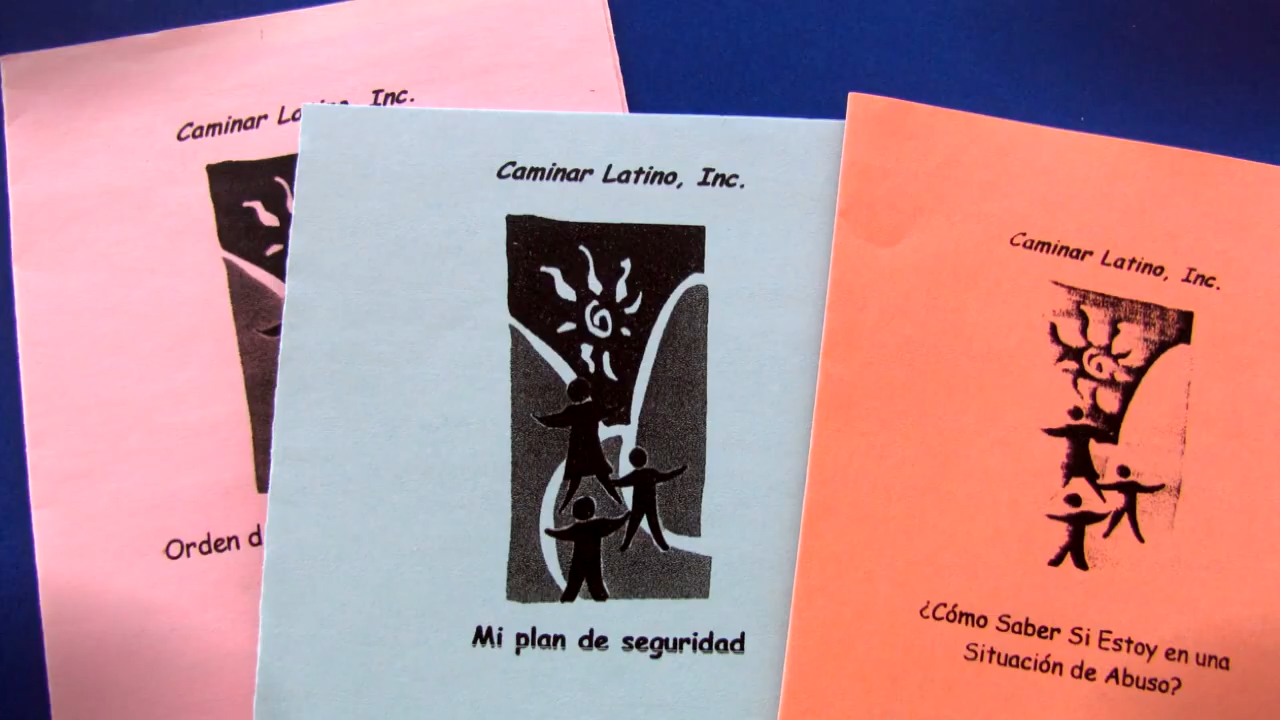 Caminar Inc.
Orden
Caminar Latino, Inc.
Mi plan de seguridad
Caminar Latino, Inc.
¿Cómo Saber Si Estoy en una
Situación de Abuso?